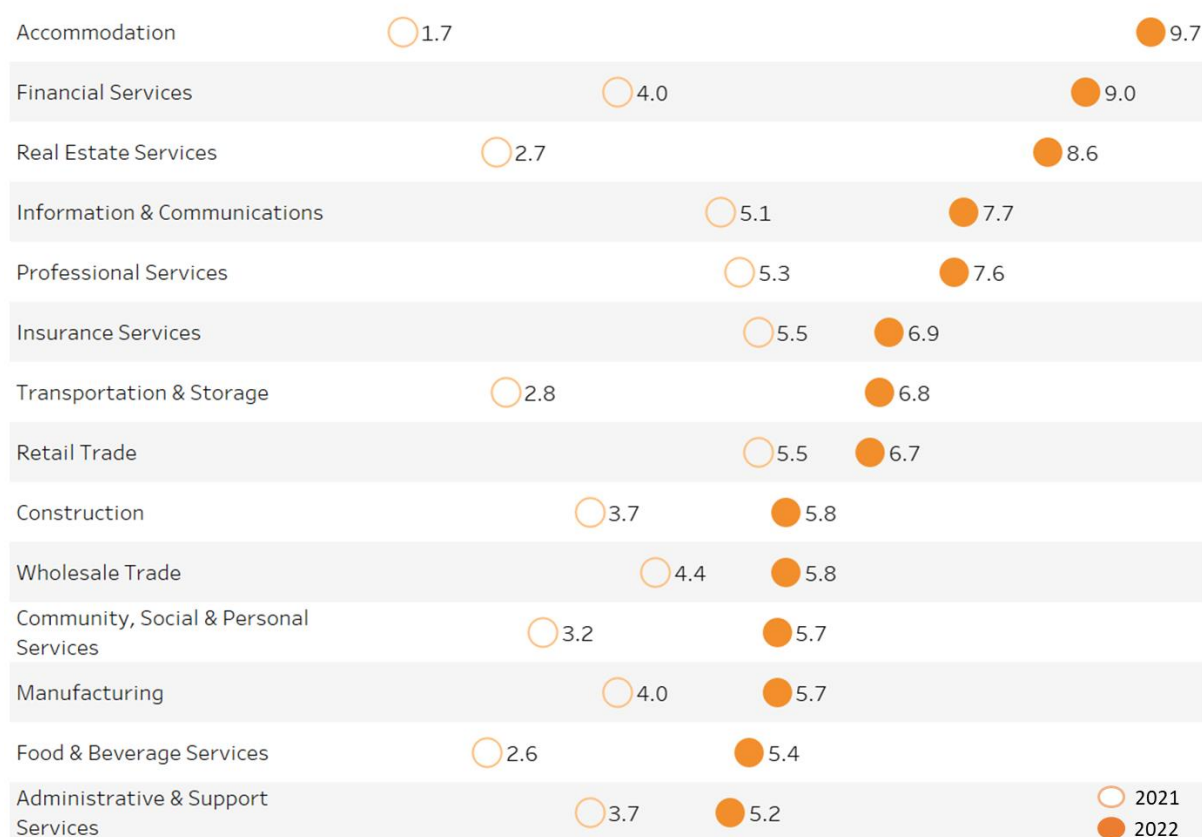 Accommodation 1.7 9.7
Financial Services 4.0 9.0
Real Estate Services 2.7 8.6
Information & Communications 5.1 7.7
Professional Services 5.3 7.6
Insurance Services 5.5 6.9
Transportation & Storage 2.8 6.8
Retail Trade 5.5 6.7
Construction 3.7 5.8
Wholesale Trade 4.4 5.8
Community, Social & Personal
Services 3.2 5.7
Manufacturing 4.0 5.7
Food & Beverage Services 2.6 5.4
Administrative & Support
Services 3.7 5.2
2021
2022